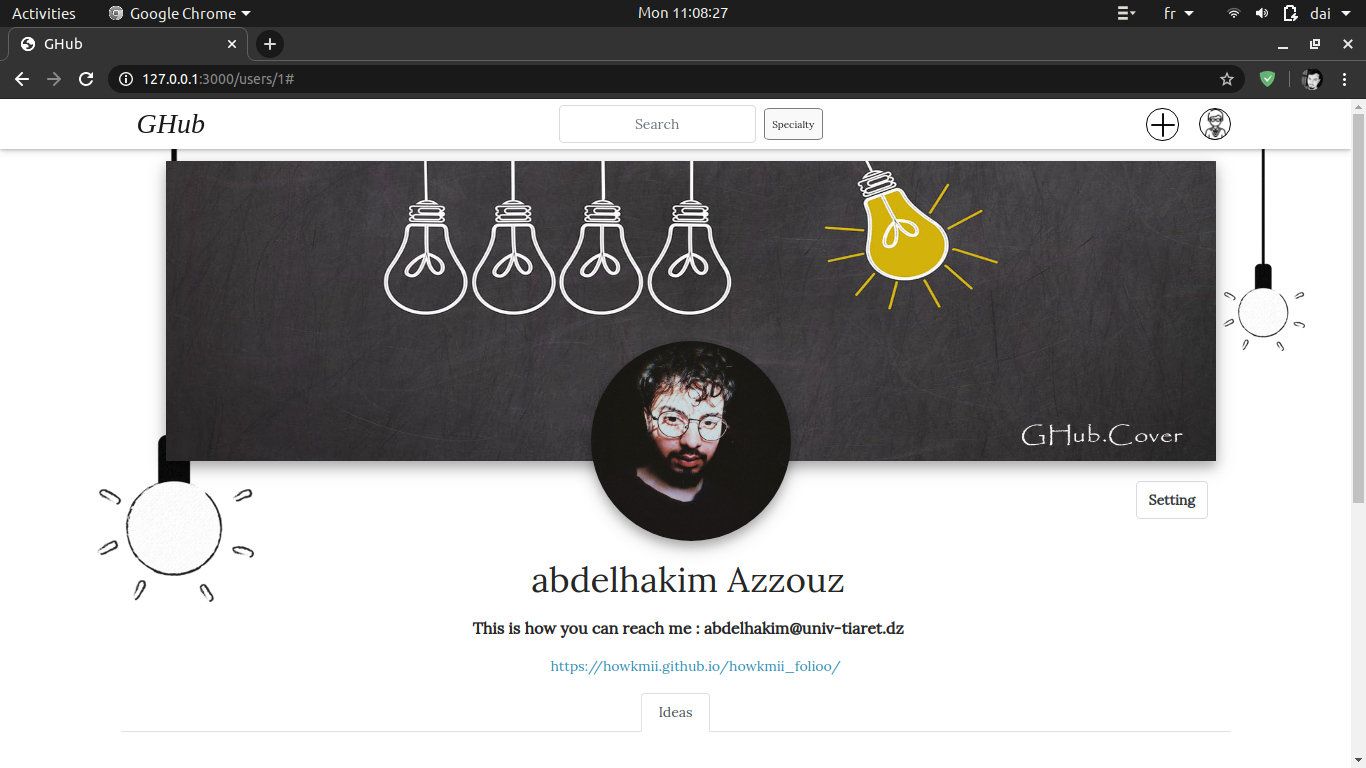 Activities Google Chrome Mon 11:08:27 fr dai
GHub
127.0.0.1:3000/users/1#
GHub Search Specialty
GHub.Cover
Setting
abdelhakim Azzouz
This is how you can reach me : abdelhakim@univ-tiaret.dz
https://howkmii.github.io/howkmii_folioo/
Ideas